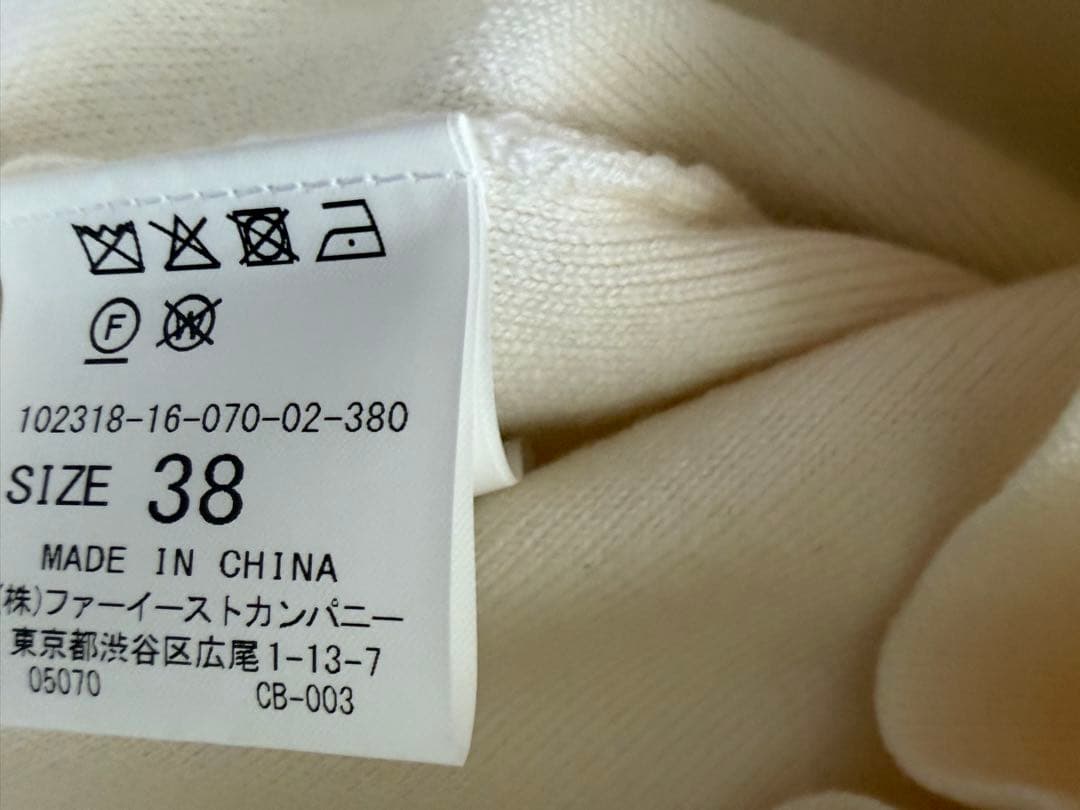 F W
102318-16-070-02-380
SIZE 38
MADE IN CHINA
(株)ファーイーストカンパニー
東京都渋谷区広尾1-13-7
05070 CB-003